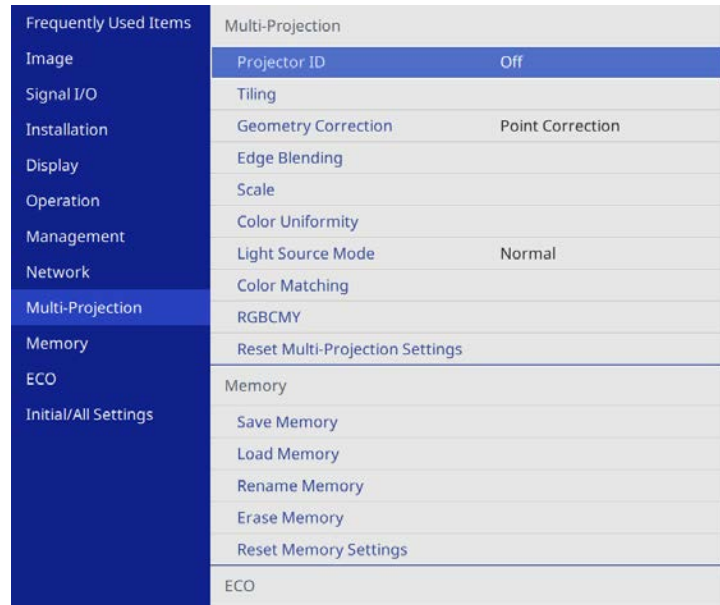 Frequently Used Items
Image
Signal I/O
Installation
Display
Operation
Management
Network
Multi-Projection
Memory
ECO
Initial/All Settings
Multi-Projection
Projector ID Off
Tiling
Geometry Correction Point Correction
Edge Blending
Scale
Color Uniformity
Light Source Mode Normal
Color Matching
RGBCMY
Reset Multi-Projection Settings
Memory
Save Memory
Load Memory
Rename Memory
Erase Memory
Reset Memory Settings
ECO